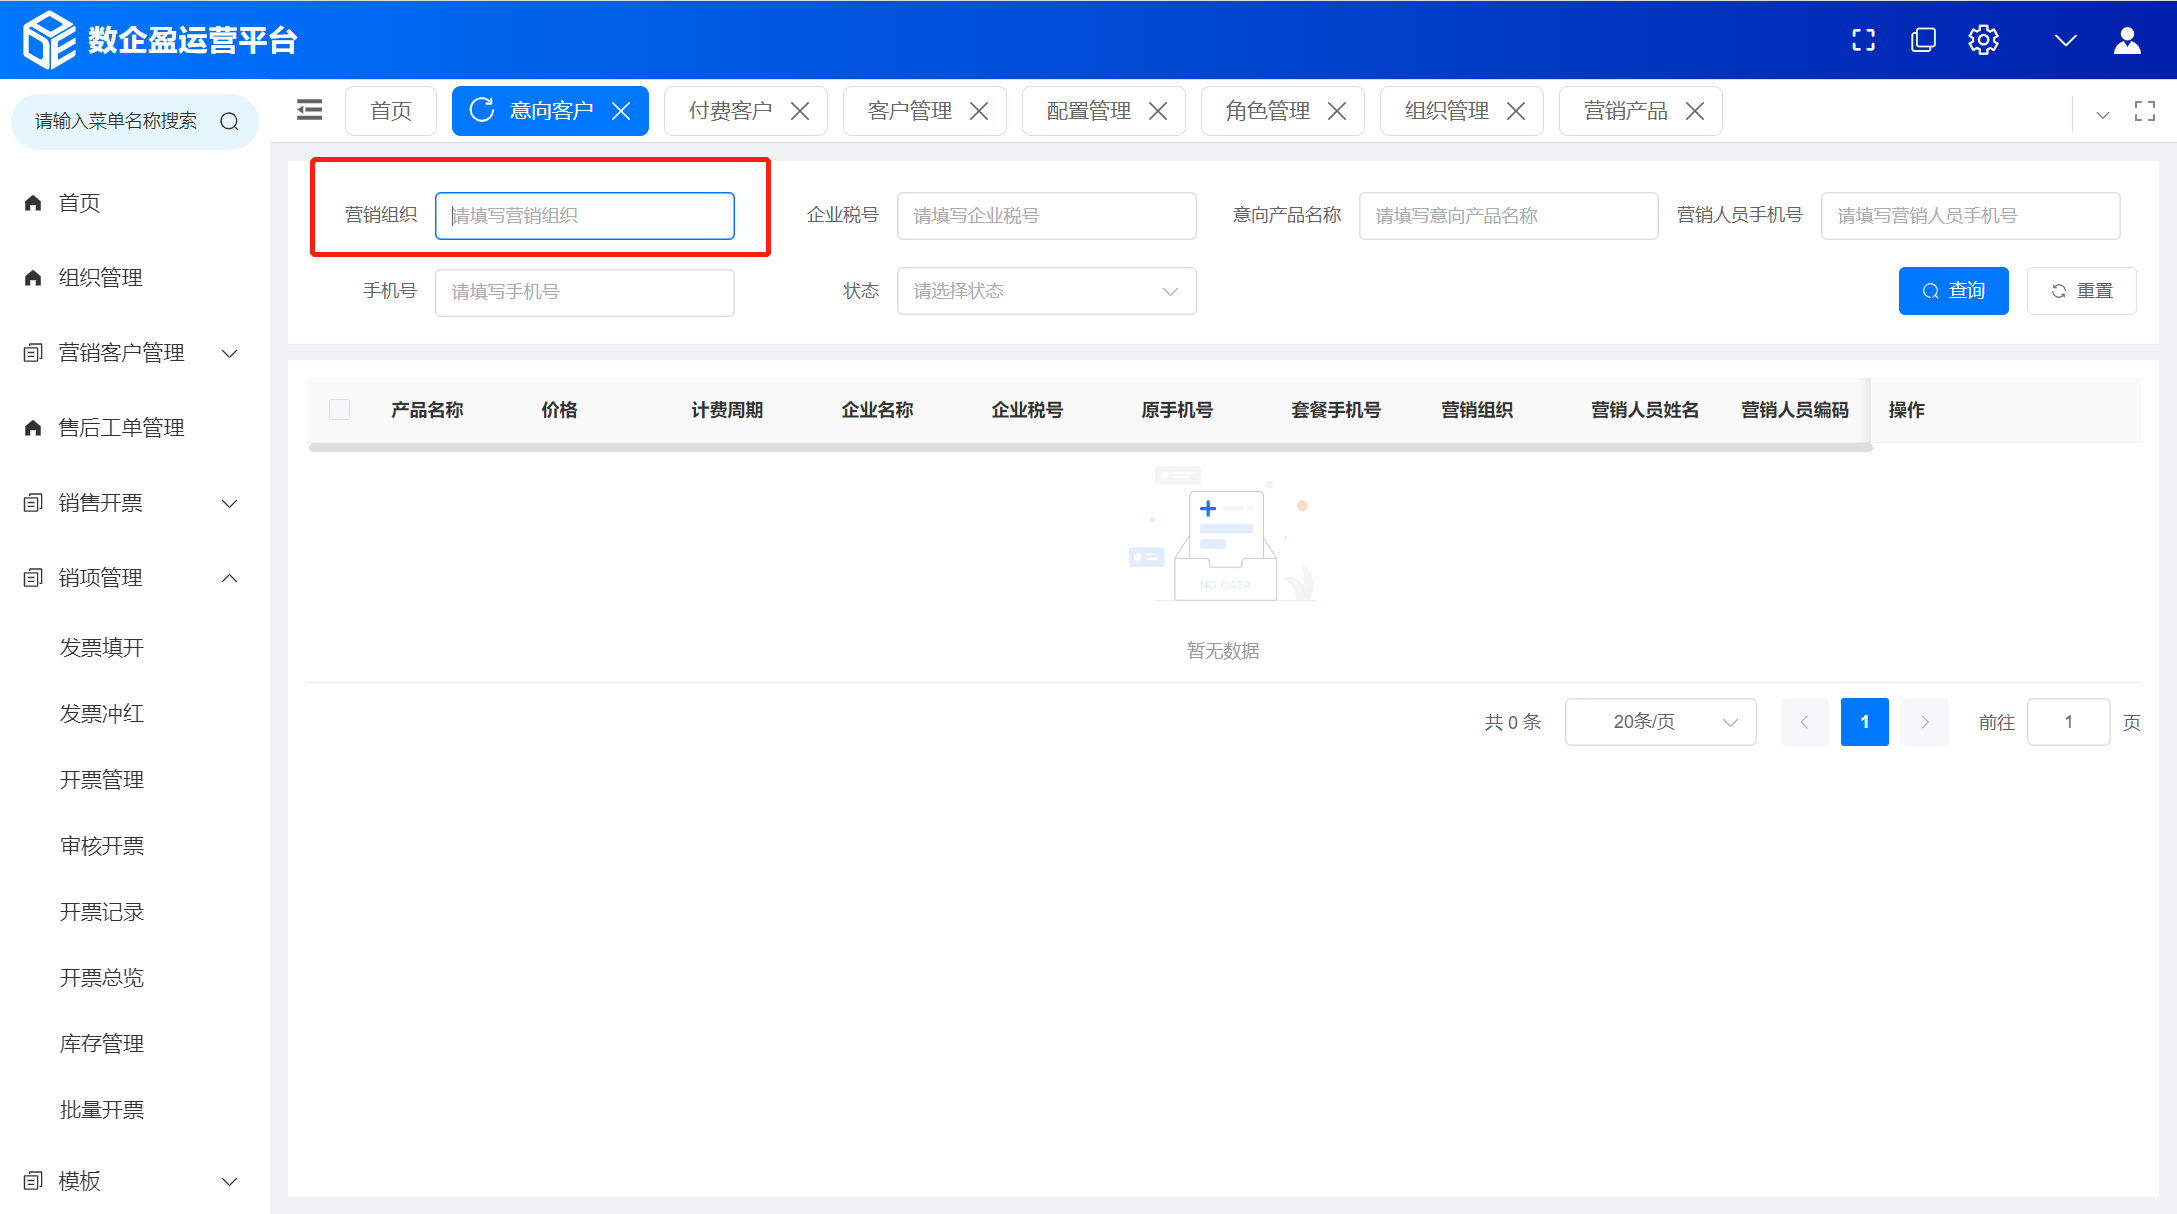 数企盈运营平台
请输入菜单名称搜索
首页
意向客户
付费客户
客户管理
配置管理
角色管理
组织管理
营销产品
首页
组织管理
营销客户管理
售后工单管理
销售开票
销项管理
发票填开
发票冲红
开票管理
审核开票
开票记录
开票总览
库存管理
批量开票
模板
营销组织 请填写营销组织
企业税号 请填写企业税号
意向产品名称 请填写意向产品名称
营销人员手机号 请填写营销人员手机号
手机号 请填写手机号
状态 请选择状态
查询
重置
产品名称 价格 计费周期 企业名称 企业税号 原手机号 套餐手机号 营销组织 营销人员姓名 营销人员编码 操作
NO DATA
暂无数据
共 0 条 20条/页 1 前往 1 页